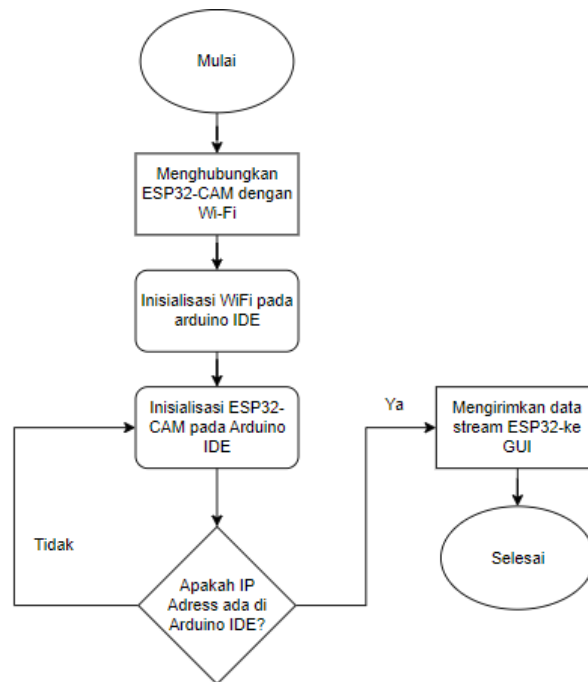 Mulai
Menghubungkan
ESP32-CAM dengan
Wi-Fi
Inisialisasi WiFi pada
arduino IDE
Inisialisasi ESP32-
CAM pada Arduino
IDE
Ya
Mengirimkan data
stream ESP32-ke
GUI
Tidak
Apakah IP
Adress ada di
Arduino IDE?
Selesai